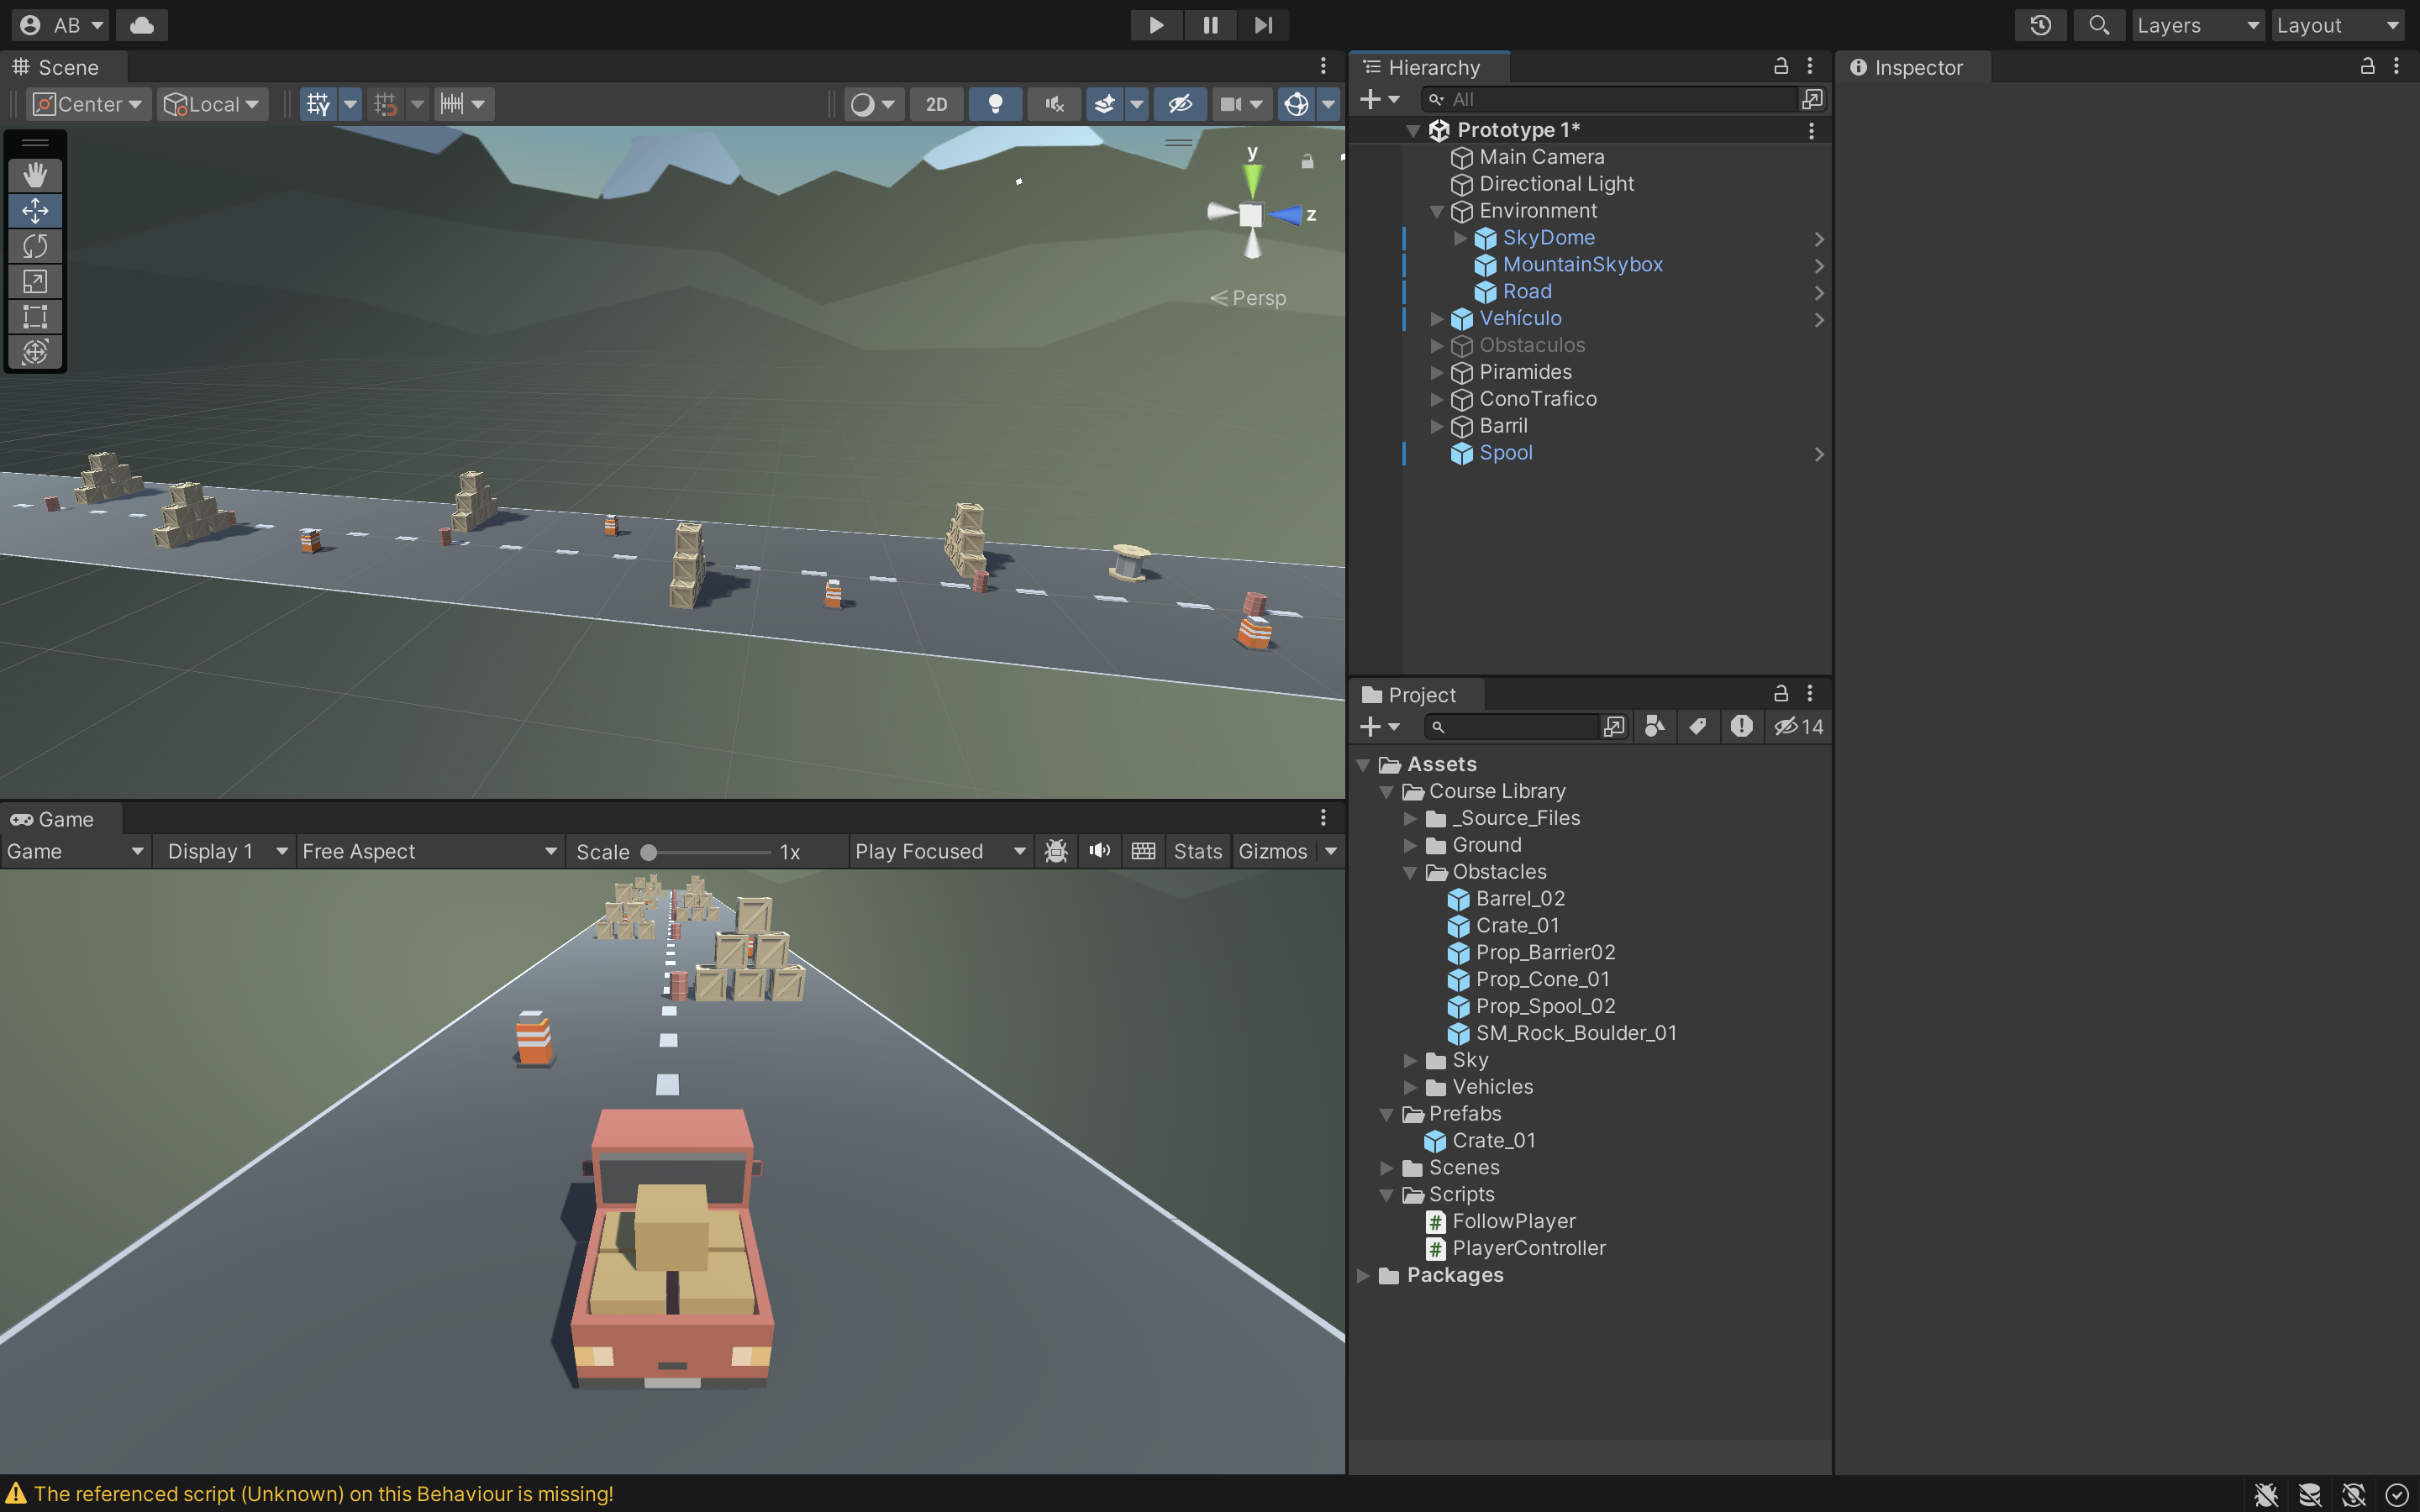 AB
Layers
Layout
Scene
Center
Local
2D
y
z
Persp
Hierarchy
All
Prototype 1*
Main Camera
Directional Light
Environment
SkyDome
MountainSkybox
Road
Vehículo
Obstaculos
Piramides
ConoTrafico
Barril
Spool
Inspector
Project
14
Assets
Course Library
_Source_Files
Ground
Obstacles
Barrel_02
Crate_01
Prop_Barrier02
Prop_Cone_01
Prop_Spool_02
SM_Rock_Boulder_01
Sky
Vehicles
Prefabs
Crate_01
Scenes
Scripts
FollowPlayer
PlayerController
Packages
Game
Game
Display 1
Free Aspect
Scale
1x
Play Focused
Stats
Gizmos
The referenced script (Unknown) on this Behaviour is missing!